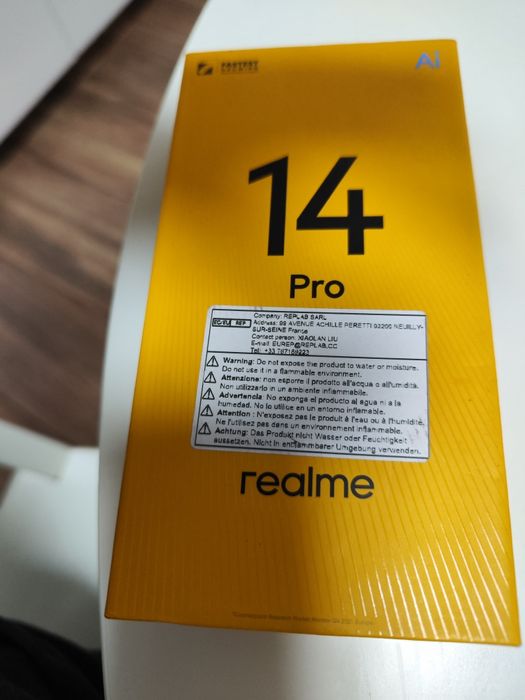 FASTEST
GROWING
Ai
14
Pro
EC/EU REP
Company: REPLAB SARL
Address: 99 AVENUE ACHILLE PERETTI 92200 NEUILLY-
SUR-SEINE France
Contact person: XIAOLAN LIU
E-mail: EUREP@REPLAB.CC
Warning: Do not expose the product to water or moisture.
Do not use it in a flammable environment.
Attenzione: non esporre il prodotto all'acqua o all'umidità.
Non utilizzarlo in un ambiente infiammabile.
Advertencia: No exponga el producto al agua ni a la
humedad. No lo utilice en un entorno inflamable.
Attention : N'exposez pas le produit à l'eau ou à l'humidité.
Ne l'utilisez pas dans un environnement inflammable.
Achtung: Das Produkt nicht Wasser oder Feuchtigkeit
aussetzen. Nicht in entflammbarer Umgebung verwenden.
realme